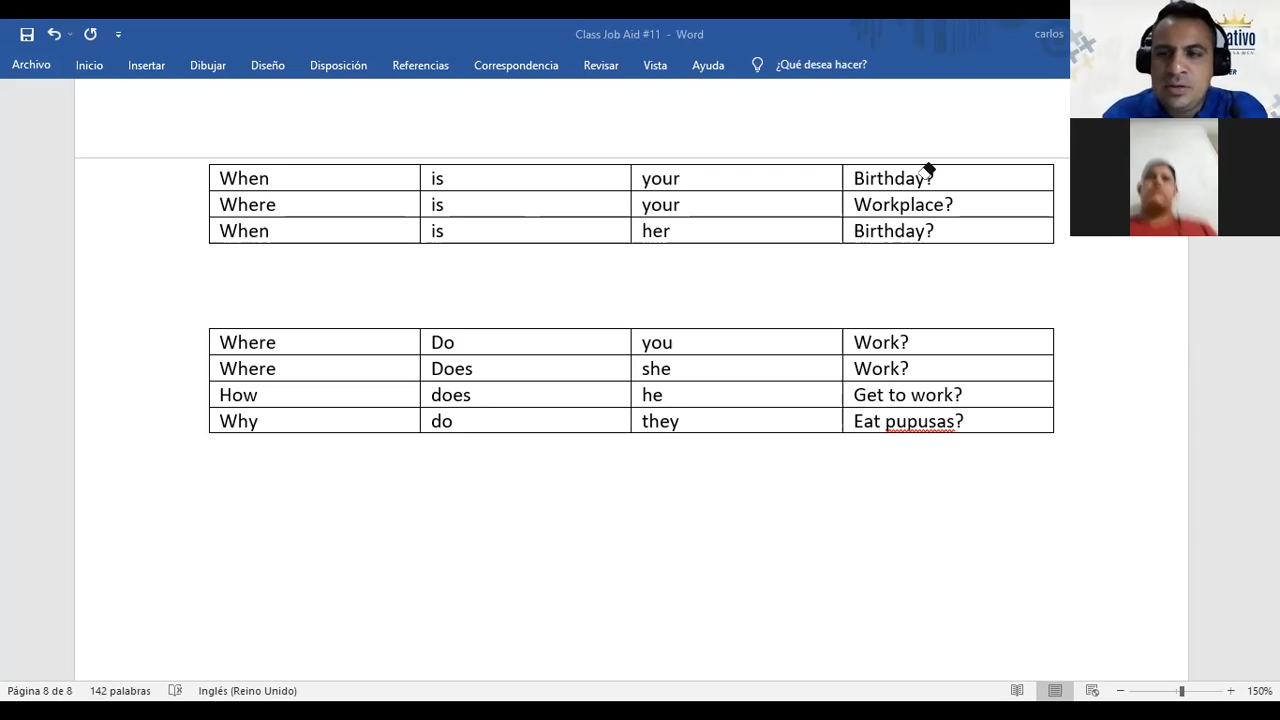 Class Job Aid #11 - Word
carlos
Archivo Inicio Insertar Dibujar Diseño Disposición Referencias Correspondencia Revisar Vista Ayuda ¿Qué desea hacer?
ativo
When is your Birthday?
Where is your Workplace?
When is her Birthday?
Where Do you Work?
Where Does she Work?
How does he Get to work?
Why do they Eat pupusas?
Página 8 de 8 142 palabras Inglés (Reino Unido) 150%